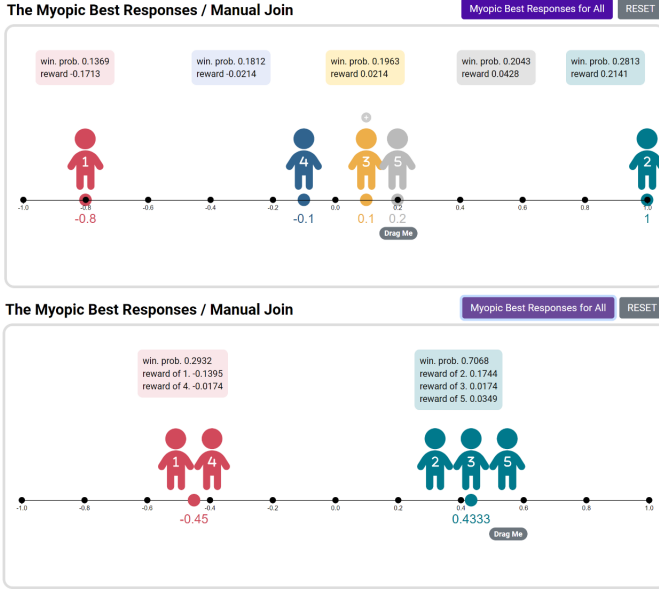 The Myopic Best Responses / Manual Join
Myopic Best Responses for All
RESET
win. prob. 0.1369
reward -0.1713
win. prob. 0.1812
reward -0.0214
win. prob. 0.1963
reward 0.0214
win. prob. 0.2043
reward 0.0428
win. prob. 0.2813
reward 0.2141
+
1
4
3
5
2
-1.0
-0.8
-0.6
-0.4
-0.2
0.0
0.2
0.4
0.6
0.8
1.0
-0.8
-0.1
0.1
0.2
1
Drag Me
The Myopic Best Responses / Manual Join
Myopic Best Responses for All
RESET
win. prob. 0.2932
reward of 1. -0.1395
reward of 4. -0.0174
win. prob. 0.7068
reward of 2. 0.1744
reward of 3. 0.0174
reward of 5. 0.0349
1
4
2
3
5
-1.0
-0.8
-0.6
-0.4
-0.2
0.0
0.2
0.4
0.6
0.8
1.0
-0.45
0.4333
Drag Me